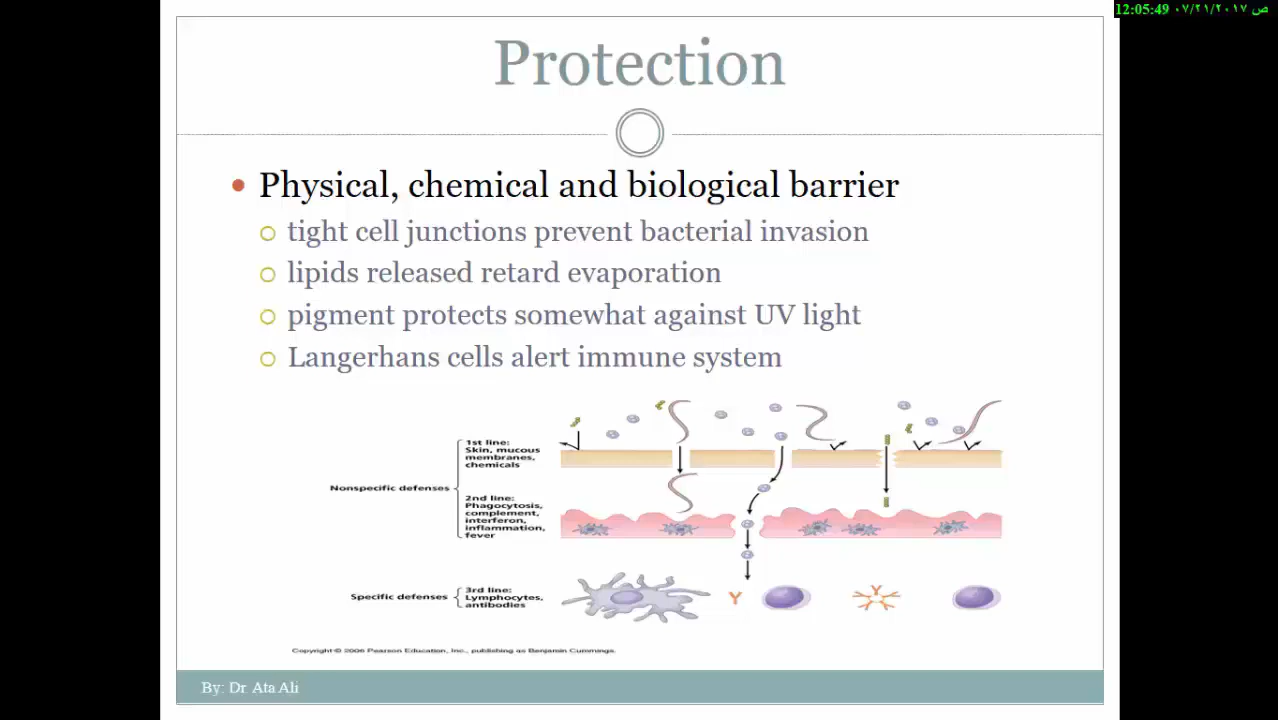 12:05:49 ٠٧/٢١/٢٠١٧ ص
Protection
Physical, chemical and biological barrier
tight cell junctions prevent bacterial invasion
lipids released retard evaporation
pigment protects somewhat against UV light
Langerhans cells alert immune system
1st line:
Skin, mucous
membranes,
chemicals
Nonspecific defenses
2nd line:
Phagocytosis,
complement,
interferon,
inflammation,
fever
Specific defenses
3rd line:
Lymphocytes,
antibodies
Copyright © 2006 Pearson Education, Inc., publishing as Benjamin Cummings.
By: Dr. Ata Ali